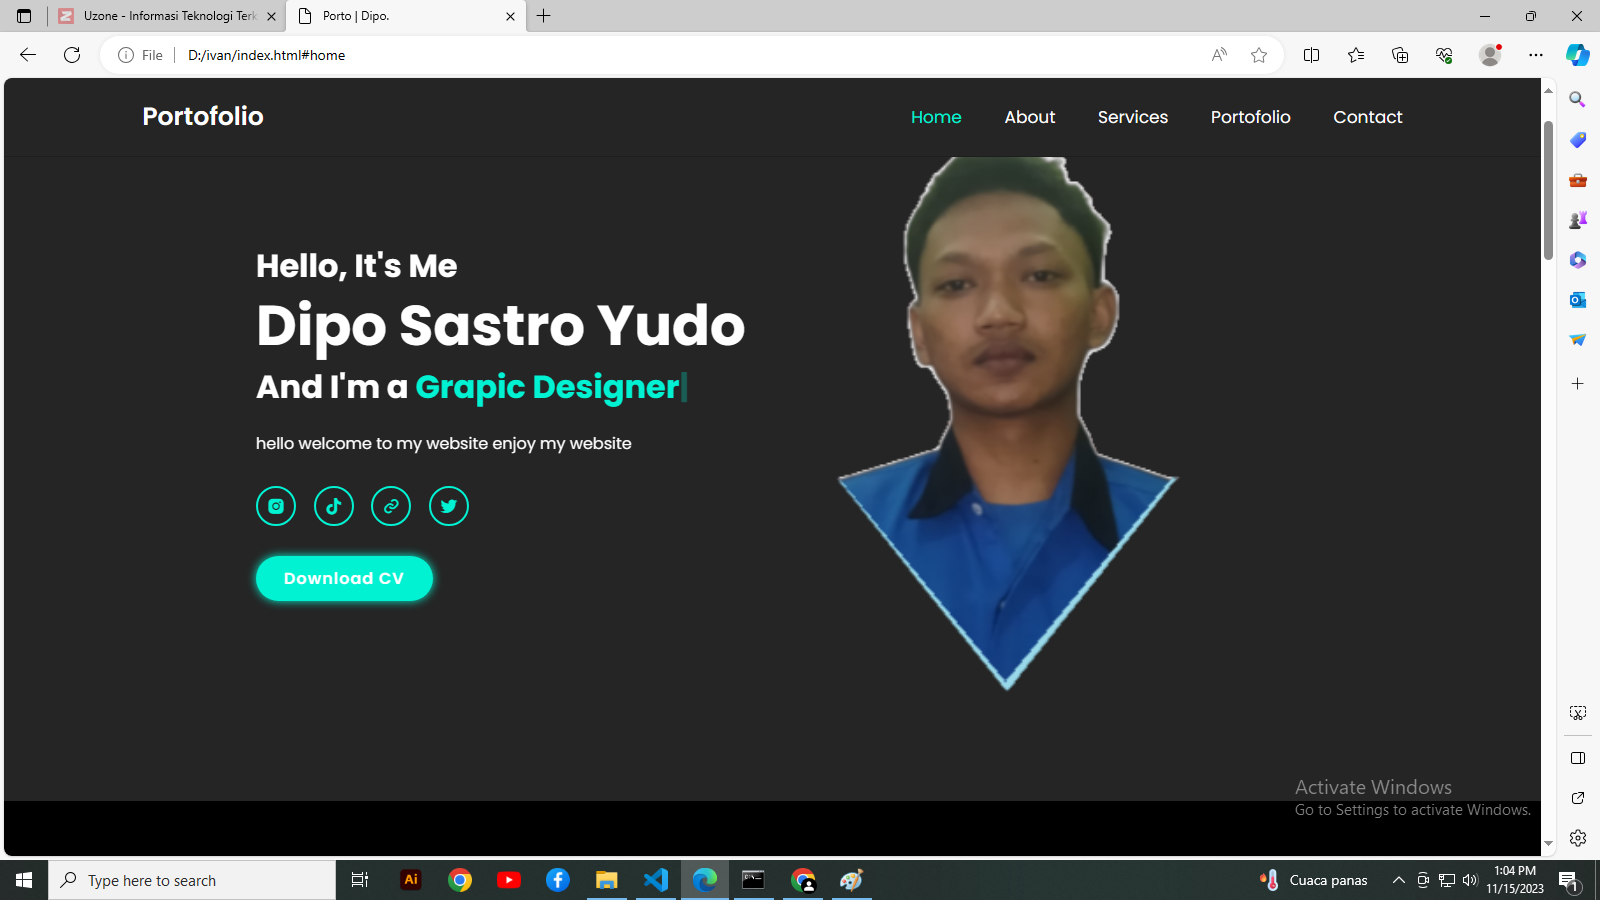 Uzone - Informasi Teknologi Terk
Porto | Dipo.
File
D:/ivan/index.html#home
Portofolio
Home
About
Services
Portofolio
Contact
Hello, It's Me
Dipo Sastro Yudo
And I'm a Grapic Designer
hello welcome to my website enjoy my website
Download CV
Activate Windows
Go to Settings to activate Windows.
Type here to search
Ai
Cuaca panas
1:04 PM
11/15/2023
1